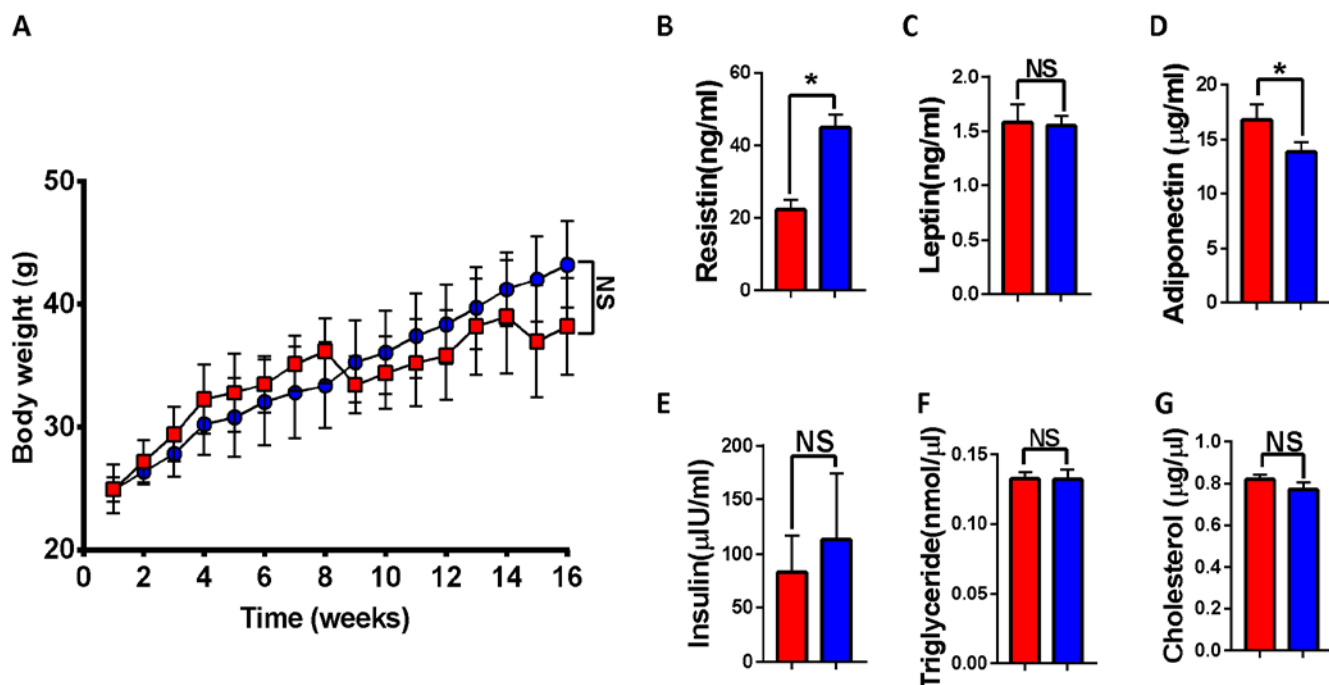 A
Body weight (g)
50
40
30
20
0
2
4
6
8
10
12
14
16
Time (weeks)
NS
B
Resistin(ng/ml)
60
40
20
0
*
C
Leptin(ng/ml)
2.0
1.5
1.0
0.5
0.0
NS
D
Adiponectin (μg/ml)
20
15
10
5
0
*
E
Insulin(μIU/ml)
200
150
100
50
0
NS
F
Triglyceride(nmol/μl)
0.15
0.10
0.05
0.00
NS
G
Cholesterol (μg/μl)
1.0
0.8
0.6
0.4
0.2
0.0
NS